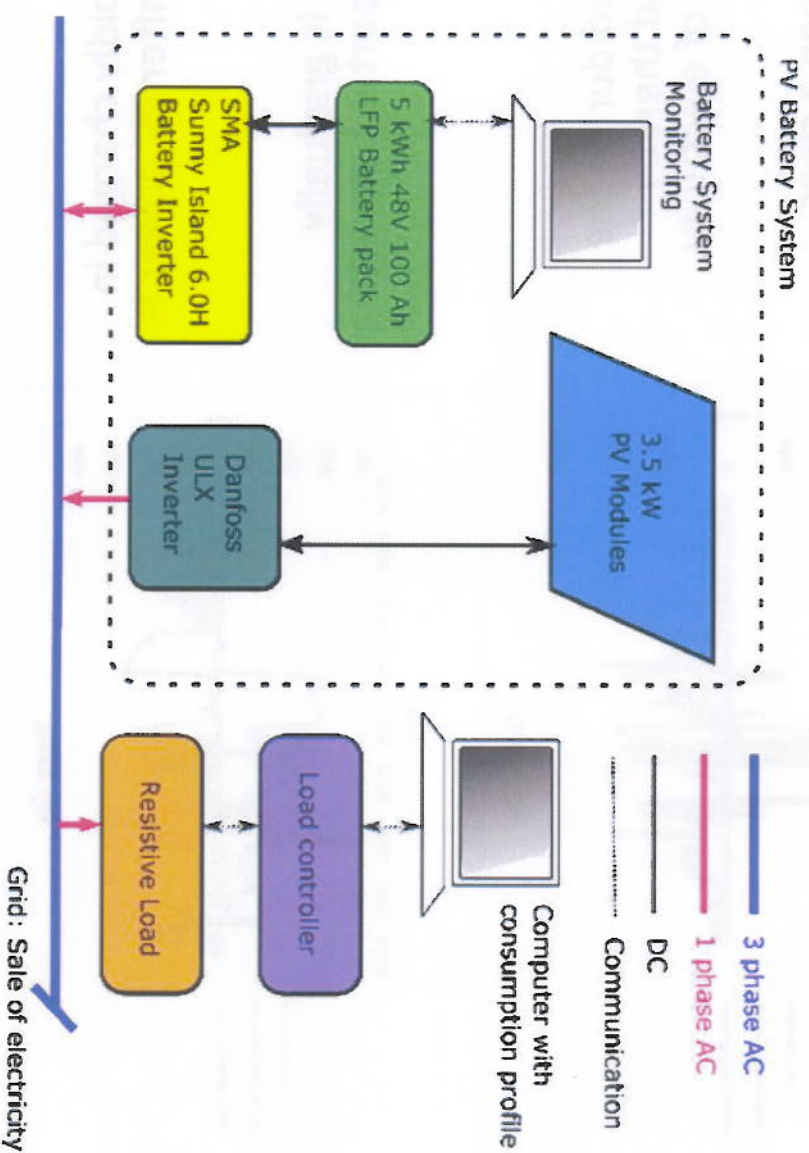 PV Battery System
Battery System
Monitoring
5 kWh 48V 100 Ah
LFP Battery pack
SMA
Sunny Island 6.0H
Battery Inverter
3.5 kW
PV Modules
Danfoss
ULX
Inverter
3 phase AC
1 phase AC
DC
Communication
Computer with
consumption profile
Load controller
Resistive Load
Grid: Sale of electricity